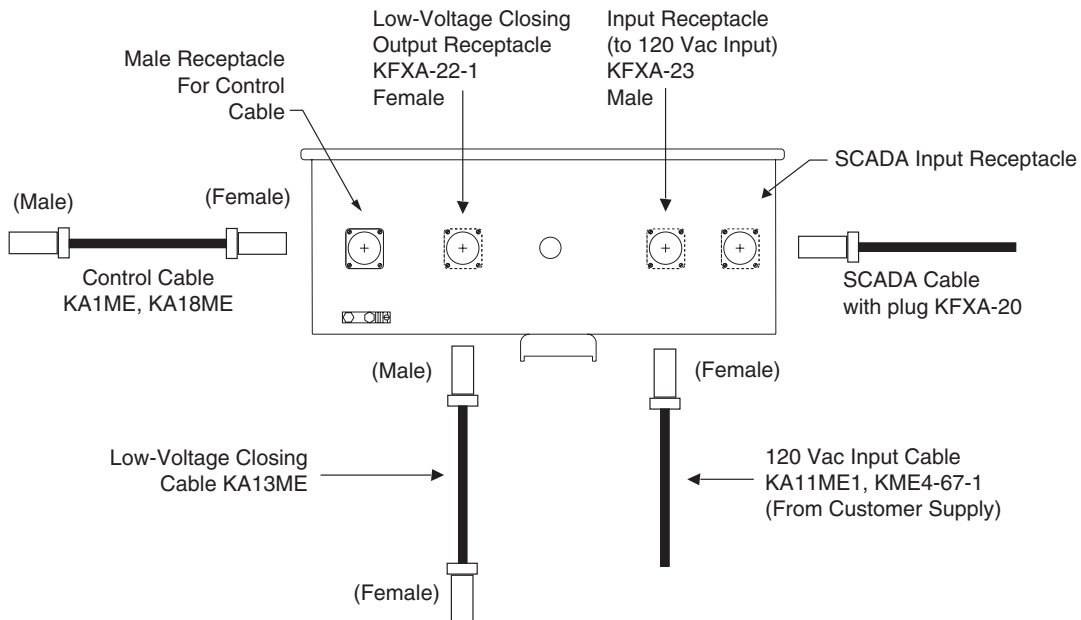 Low-Voltage Closing
Output Receptacle
KFXA-22-1
Female
Input Receptacle
(to 120 Vac Input)
KFXA-23
Male
Male Receptacle
For Control
Cable
SCADA Input Receptacle
(Male)
(Female)
Control Cable
KA1ME, KA18ME
SCADA Cable
with plug KFXA-20
(Male)
(Female)
Low-Voltage Closing
Cable KA13ME
120 Vac Input Cable
KA11ME1, KME4-67-1
(From Customer Supply)
(Female)